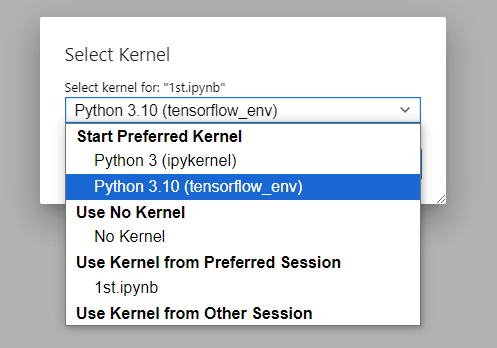 Select Kernel
Select kernel for: "1st.ipynb"
Python 3.10 (tensorflow_env)
Start Preferred Kernel
Python 3 (ipykernel)
Python 3.10 (tensorflow_env)
Use No Kernel
No Kernel
Use Kernel from Preferred Session
1st.ipynb
Use Kernel from Other Session